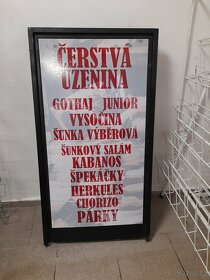 ČERSTVÁ
UZENINA
GOTHAJ JUNIOR
VYSOČINA
ŠUNKA VÝBĚROVÁ
ŠUNKOVÝ SALÁM
KABANOS
ŠPEKÁČKY
HERKULES
CHORIZO
PÁRKY